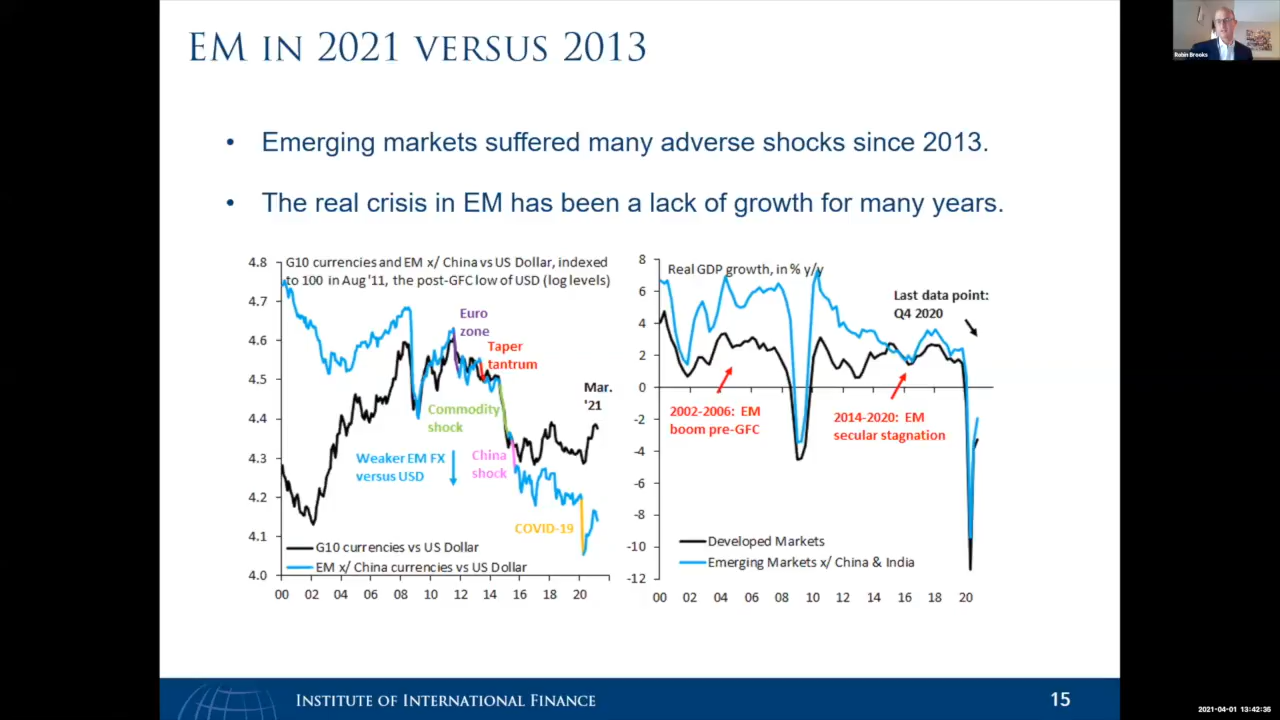 EM IN 2021 VERSUS 2013
Robin Brooks
• Emerging markets suffered many adverse shocks since 2013.
• The real crisis in EM has been a lack of growth for many years.
G10 currencies and EM x/ China vs US Dollar, indexed
to 100 in Aug '11, the post-GFC low of USD (log levels)
4.8
4.7
4.6
4.5
4.4
4.3
4.2
4.1
4.0
Euro
zone
Taper
tantrum
Commodity
shock
China
shock
Weaker EM FX
versus USD
COVID-19
Mar.
'21
G10 currencies vs US Dollar
EM x/ China currencies vs US Dollar
00 02 04 06 08 10 12 14 16 18 20
Real GDP growth, in % y/y
8
6
4
2
0
-2
-4
-6
-8
-10
-12
Last data point:
Q4 2020
2002-2006: EM
boom pre-GFC
2014-2020: EM
secular stagnation
Developed Markets
Emerging Markets x/ China & India
00 02 04 06 08 10 12 14 16 18 20
INSTITUTE OF INTERNATIONAL FINANCE
15
2021-04-01 13:42:35